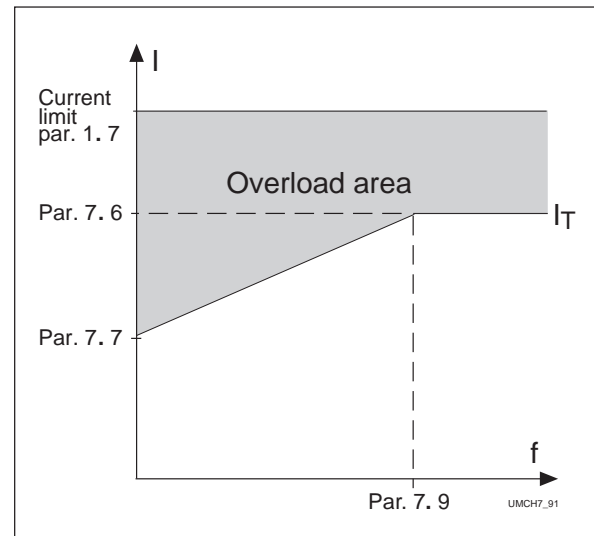 I
Current
limit
par. 1. 7
Overload area
Par. 7. 6
IT
Par. 7. 7
f
Par. 7. 9
UMCH7_91